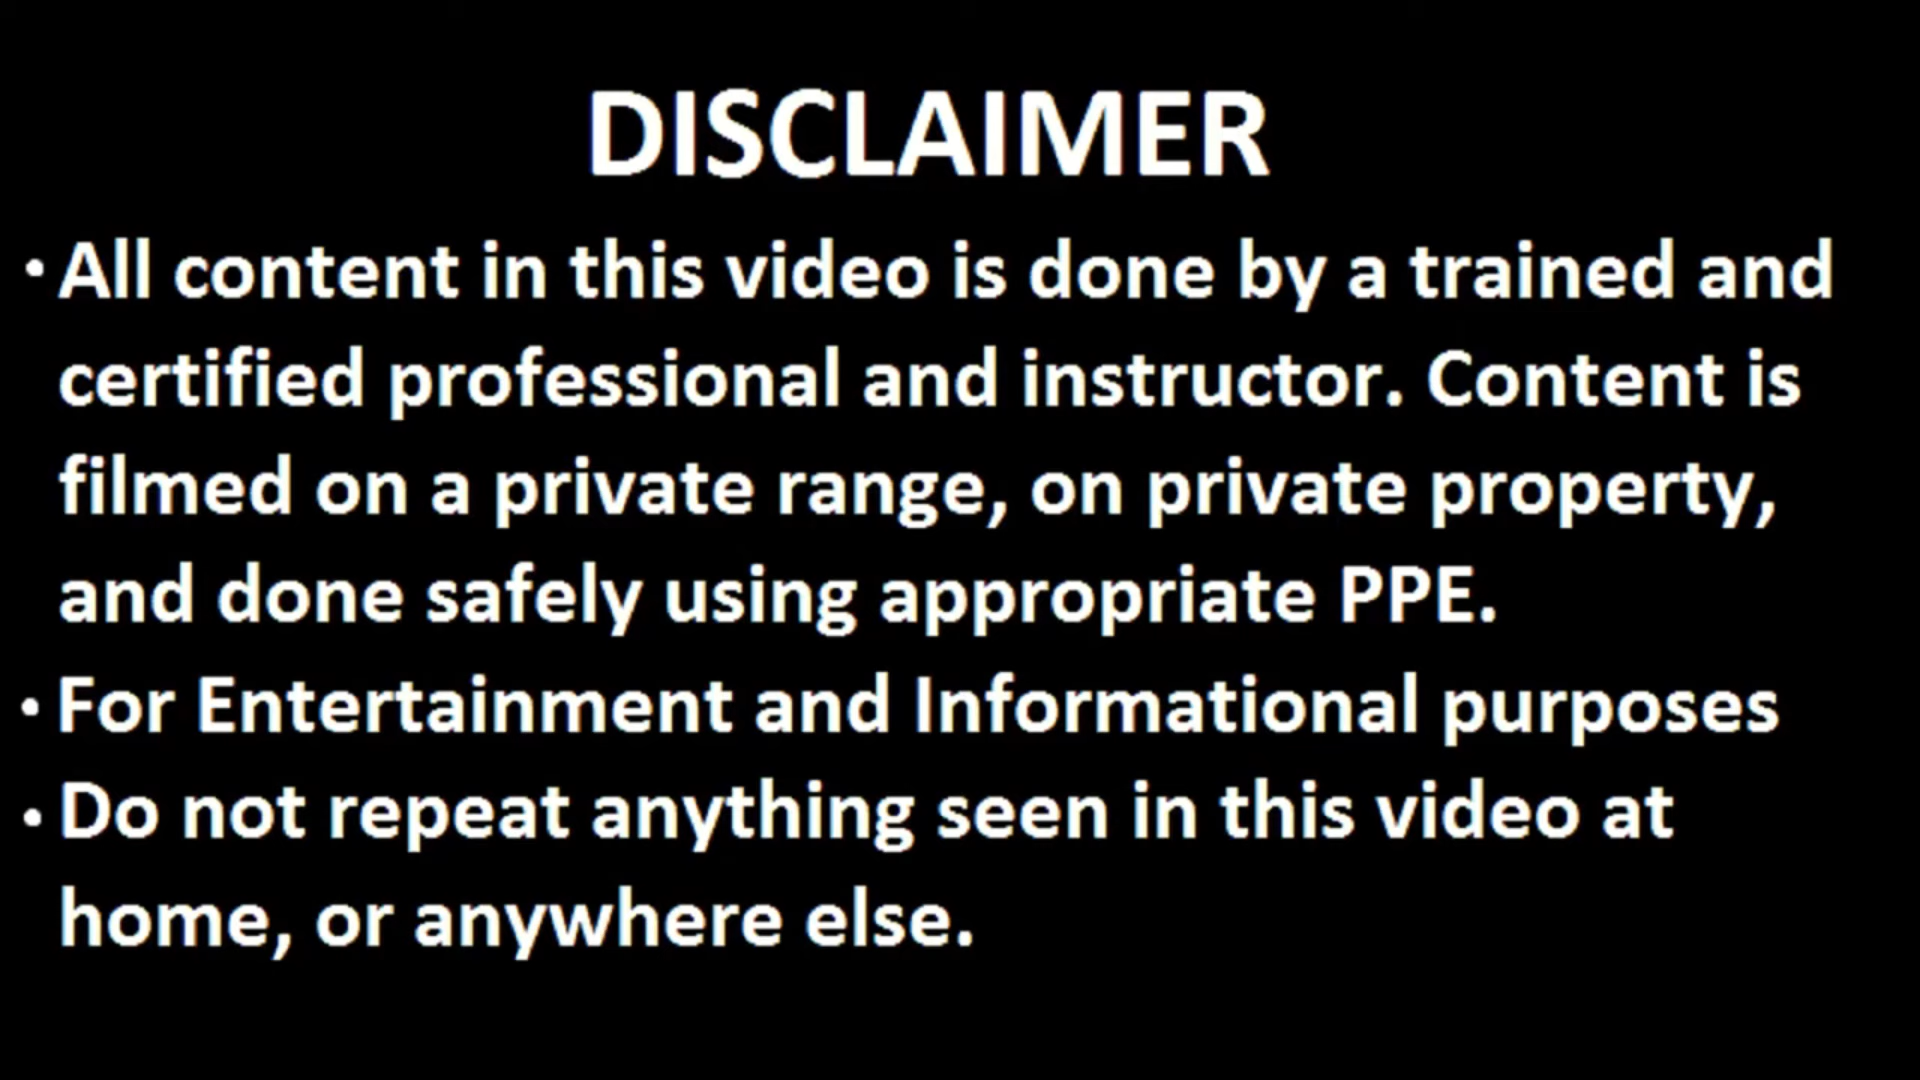 DISCLAIMER
• All content in this video is done by a trained and
certified professional and instructor. Content is
filmed on a private range, on private property,
and done safely using appropriate PPE.
• For Entertainment and Informational purposes
• Do not repeat anything seen in this video at
home, or anywhere else.